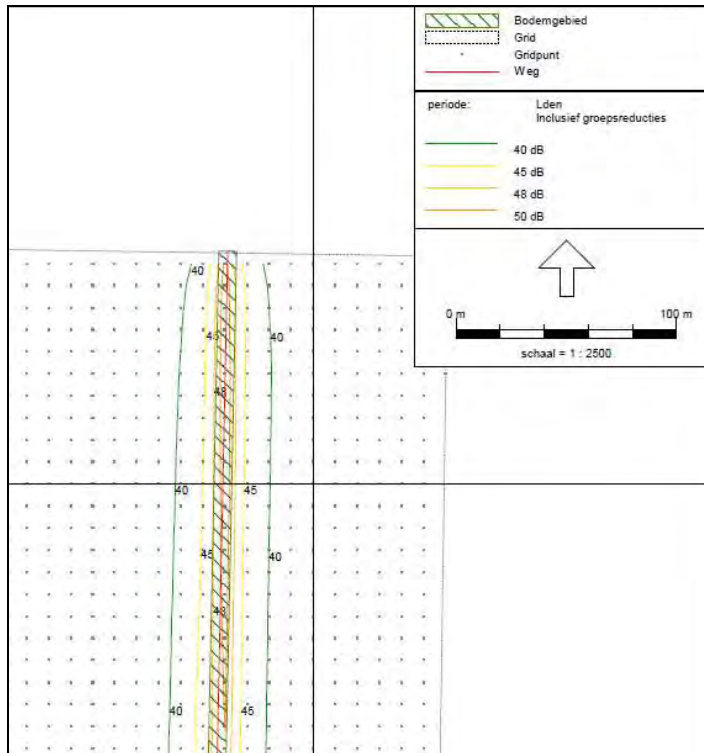 Bodemgebied
Grid
Gridpunt
Weg
periode: Lden
Inclusief groepsreducties
40 dB
45 dB
48 dB
50 dB
0 m 100 m
schaal = 1 : 2500
40
45 40
48
40 45
45 40
48
40 45